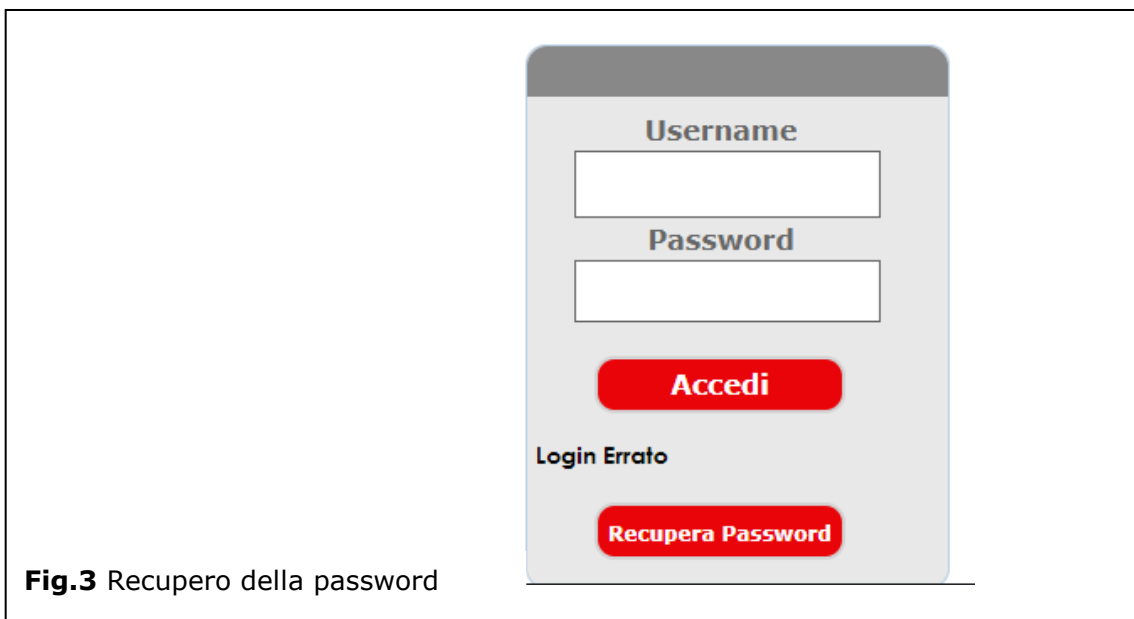 Username
Password
Accedi
Login Errato
Recupera Password
Fig.3 Recupero della password